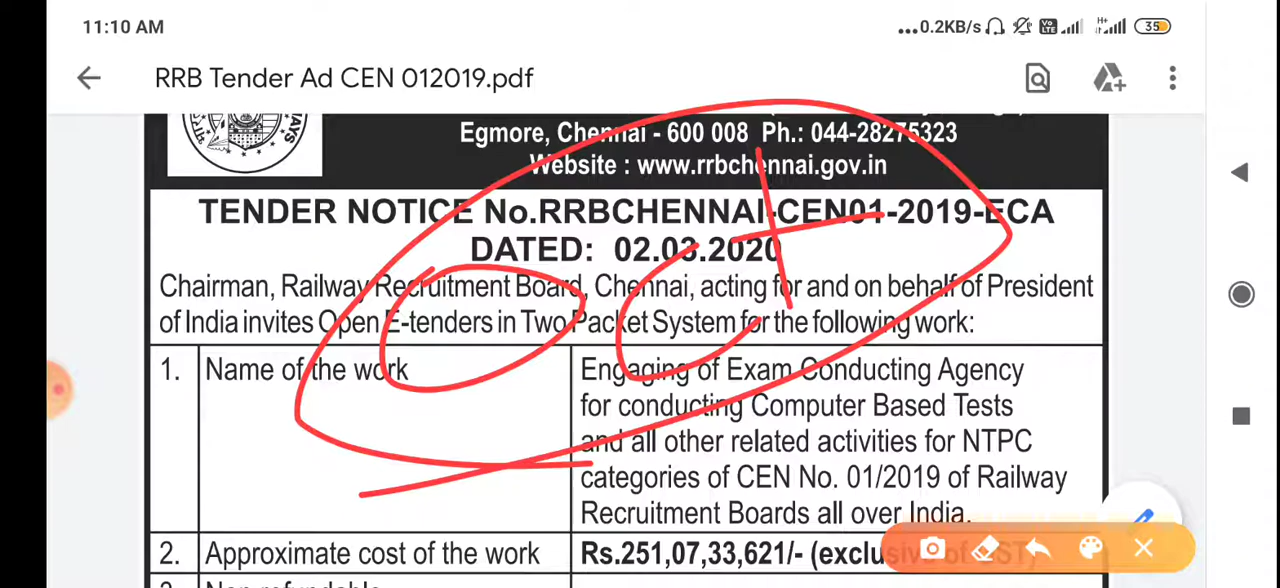 11:10 AM
...0.2KB/s Vo LTE H+ 35
RRB Tender Ad CEN 012019.pdf
Egmore, Chennai - 600 008 Ph.: 044-28275323
Website : www.rrbchennai.gov.in
TENDER NOTICE No.RRBCHENNAI-CEN01-2019-ECA
DATED: 02.03.2020
Chairman, Railway Recruitment Board, Chennai, acting for and on behalf of President
of India invites Open E-tenders in Two Packet System for the following work:
1. Name of the work
Engaging of Exam Conducting Agency
for conducting Computer Based Tests
and all other related activities for NTPC
categories of CEN No. 01/2019 of Railway
Recruitment Boards all over India.
2. Approximate cost of the work Rs.251,07,33,621/- (exclusive of GST)